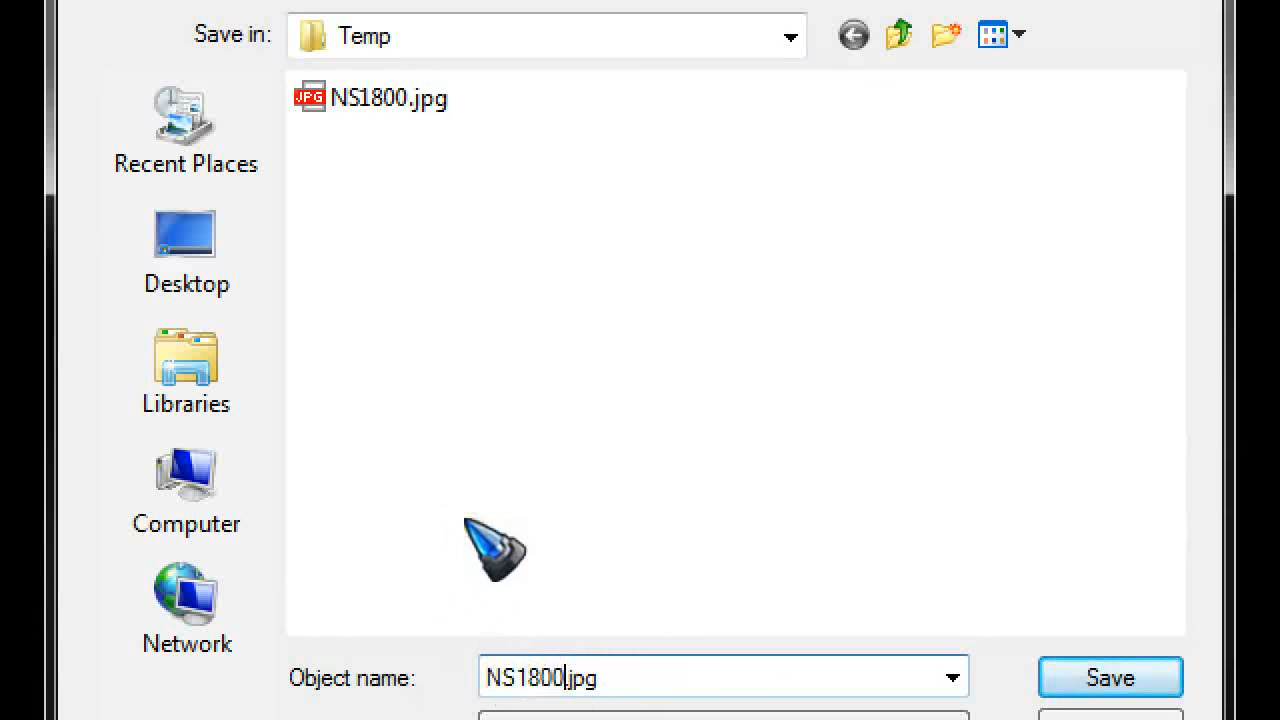 Save in: Temp
JPG NS1800.jpg
Recent Places
Desktop
Libraries
Computer
Network
Object name: NS1800.jpg Save